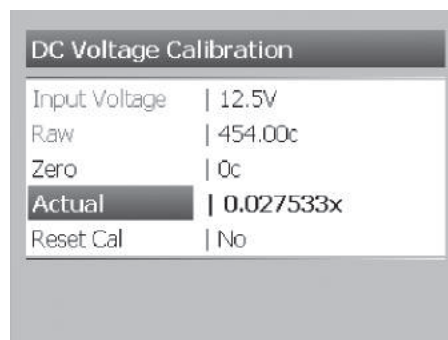 DC Voltage Calibration
Input Voltage | 12.5V
Raw | 454.00c
Zero | 0c
Actual | 0.027533x
Reset Cal | No